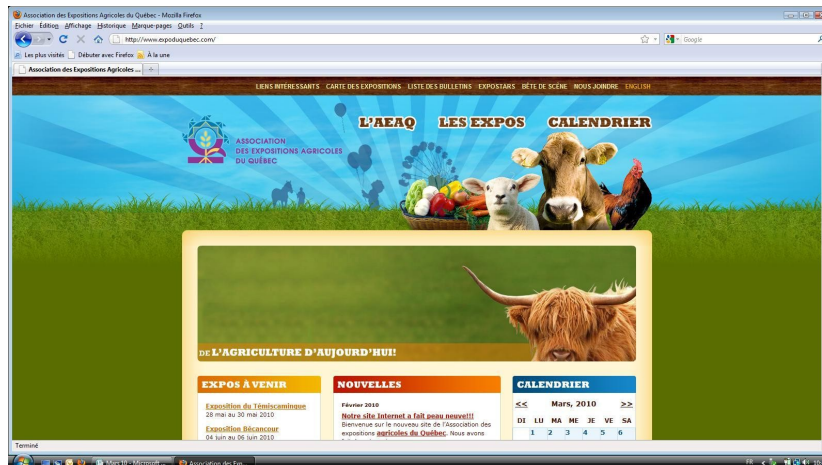 Association des Expositions Agricoles du Québec - Mozilla Firefox
Fichier Edition Affichage Historique Marque-pages Outils ?
http://www.expoduquebec.com/
Google
Les plus visités Débuter avec Firefox À la une
Association des Expositions Agricoles ...
LIENS INTÉRESSANTS CARTE DES EXPOSITIONS LISTE DES BULLETINS EXPOSTARS BÊTE DE SCÈNE NOUS JOINDRE ENGLISH
L'AEAQ LES EXPOS CALENDRIER
ASSOCIATION
DES EXPOSITIONS AGRICOLES
DU QUÉBEC
DE L'AGRICULTURE D'AUJOURD'HUI!
EXPOS À VENIR
Exposition du Témiscamingue
28 mai au 30 mai 2010
Exposition Bécancour
04 juin au 06 juin 2010
NOUVELLES
Février 2010
Notre site Internet a fait peau neuve!!!
Bienvenue sur le nouveau site de l'Association des
expositions agricoles du Québec. Nous avons
CALENDRIER
<< Mars, 2010 >>
DI LU MA ME JE VE SA
1 2 3 4 5 6
Terminé
Mars 10 - Microsoft ...
Association des Exp...
FR